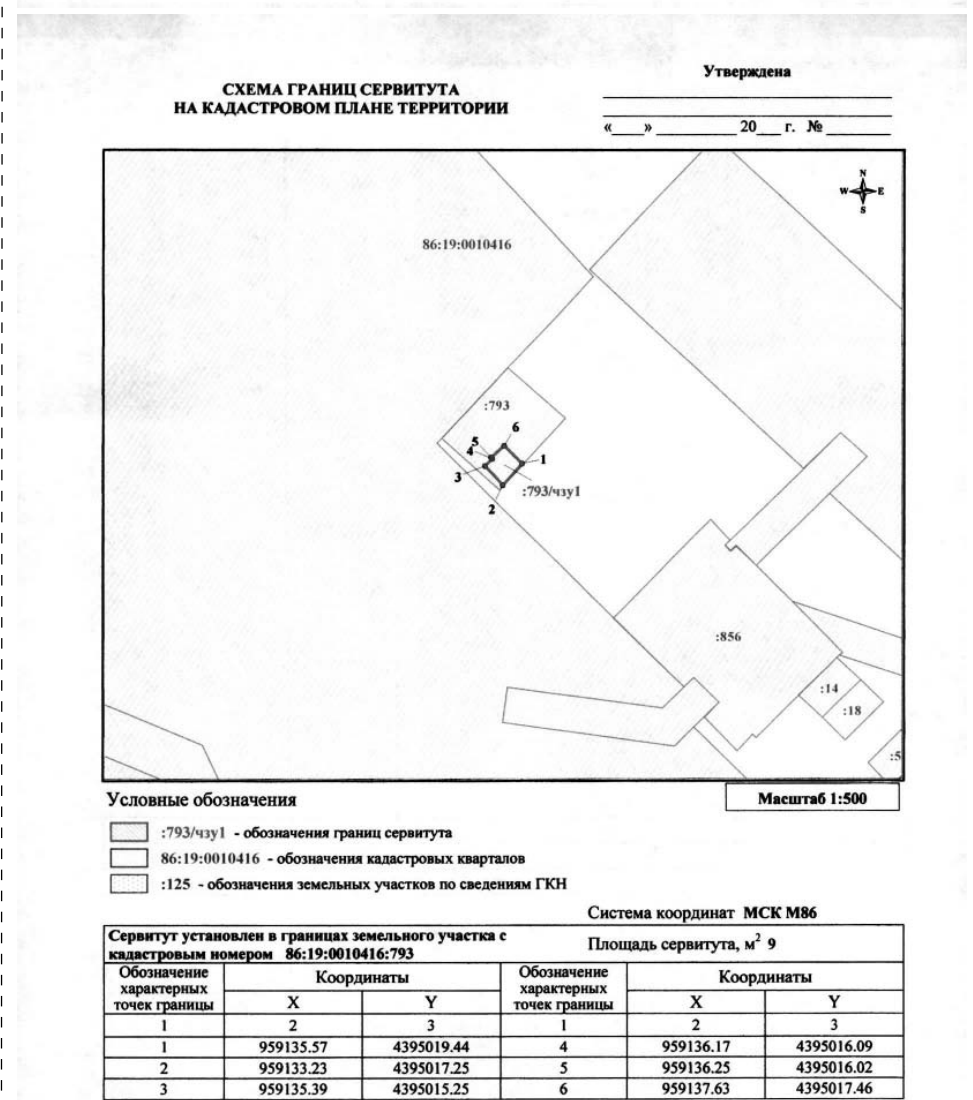 Утверждена
СХЕМА ГРАНИЦ СЕРВИТУТА
НА КАДАСТРОВОМ ПЛАНЕ ТЕРРИТОРИИ
«____» __________ 20___ г. № ________
N
W E
S
86:19:0010416
:793
6
5
4
1
3
:793/чзу1
2
:856
:14
:18
:5
Условные обозначения
Масштаб 1:500
:793/чзу1 - обозначения границ сервитута
86:19:0010416 - обозначения кадастровых кварталов
:125 - обозначения земельных участков по сведениям ГКН
Система координат МСК М86
Сервитут установлен в границах земельного участка с
кадастровым номером 86:19:0010416:793
Площадь сервитута, м² 9
Обозначение характерных точек границы Координаты Обозначение характерных точек границы Координаты
X Y X Y
1 2 3 1 2 3
1 959135.57 4395019.44 4 959136.17 4395016.09
2 959133.23 4395017.25 5 959136.25 4395016.02
3 959135.39 4395015.25 6 959137.63 4395017.46